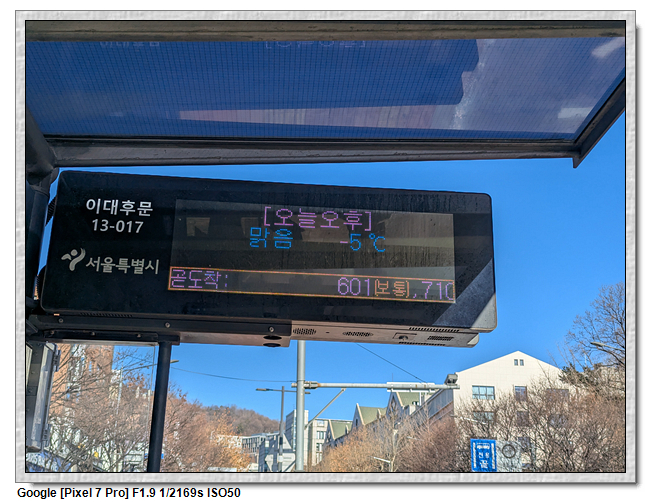 이대후문
13-017
서울특별시
[오늘오후]
맑음 -5℃
곧도착: 601(보통),710
Google [Pixel 7 Pro] F1.9 1/2169s ISO50